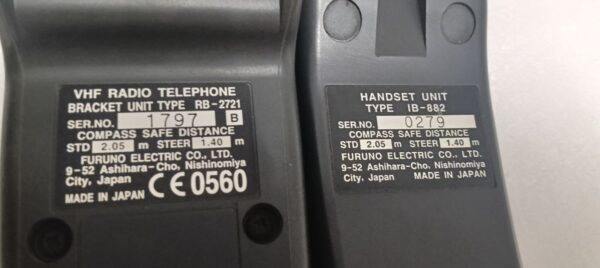 VHF RADIO TELEPHONE
BRACKET UNIT TYPE RB-2721
SER.NO. 1797 B
COMPASS SAFE DISTANCE
STD 2.05 m STEER 1.40 m
FURUNO ELECTRIC CO., LTD.
9-52 Ashihara-Cho, Nishinomiya
City, Japan
MADE IN JAPAN CE 0560
HANDSET UNIT
TYPE IB-882
SER.NO. 0279
COMPASS SAFE DISTANCE
STD 2.05 m STEER 1.40 m
FURUNO ELECTRIC CO., LTD.
9-52 Ashihara-Cho, Nishinomiya
City, Japan
MADE IN JAPAN